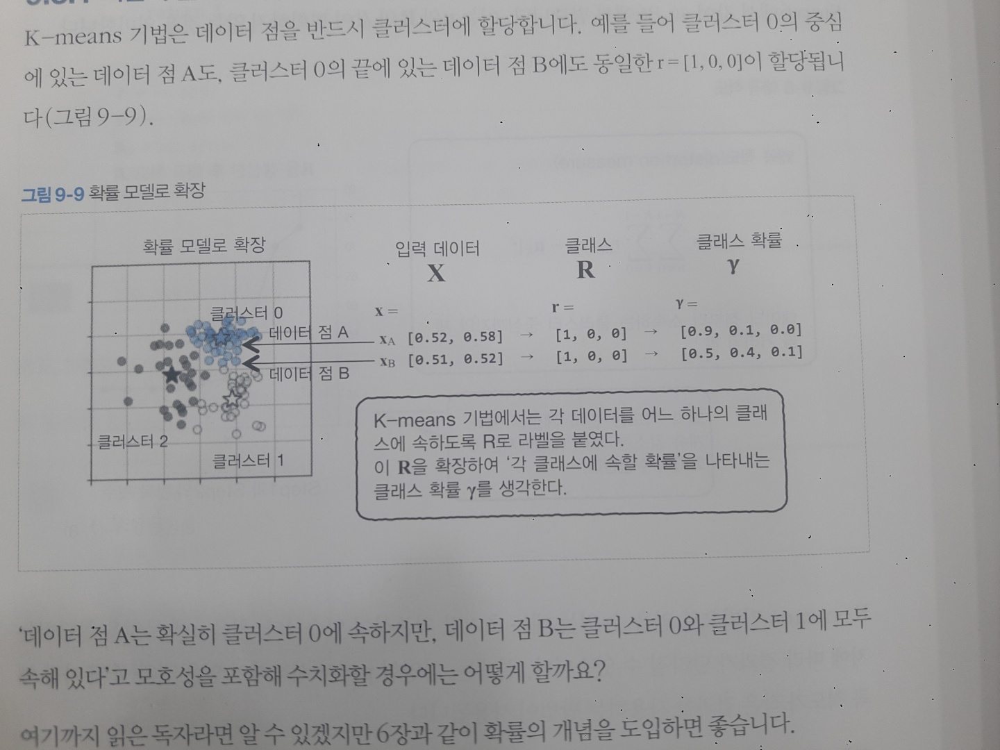 K-means 기법은 데이터 점을 반드시 클러스터에 할당합니다. 예를 들어 클러스터 0의 중심
에 있는 데이터 점 A도, 클러스터 0의 끝에 있는 데이터 점 B에도 동일한 r = [1, 0, 0]이 할당됩니
다(그림 9-9).
그림 9-9 확률 모델로 확장
확률 모델로 확장
입력 데이터
X
클래스
R
클래스 확률
γ
클러스터 0
데이터 점 A
데이터 점 B
클러스터 2
클러스터 1
x =
r =
γ =
xA [0.52, 0.58] → [1, 0, 0] → [0.9, 0.1, 0.0]
xB [0.51, 0.52] → [1, 0, 0] → [0.5, 0.4, 0.1]
K-means 기법에서는 각 데이터를 어느 하나의 클래
스에 속하도록 R로 라벨을 붙였다.
이 R을 확장하여 '각 클래스에 속할 확률'을 나타내는
클래스 확률 γ를 생각한다.
'데이터 점 A는 확실히 클러스터 0에 속하지만, 데이터 점 B는 클러스터 0와 클러스터 1에 모두
속해 있다'고 모호성을 포함해 수치화할 경우에는 어떻게 할까요?
여기까지 읽은 독자라면 알 수 있겠지만 6장과 같이 확률의 개념을 도입하면 좋습니다.